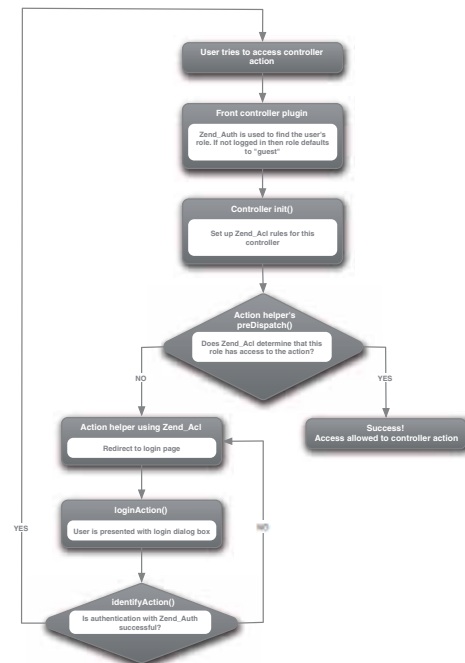 User tries to access controller
action
Front controller plugin
Zend_Auth is used to find the user's
role. If not logged in then role defaults
to "guest"
Controller init()
Set up Zend_Acl rules for this
controller
Action helper's
preDispatch()
Does Zend_Acl determine that this
role has access to the action?
NO
YES
Action helper using Zend_Acl
Redirect to login page
Success!
Access allowed to controller action
loginAction()
User is presented with login dialog box
YES
NO
identifyAction()
Is authentication with Zend_Auth
successful?